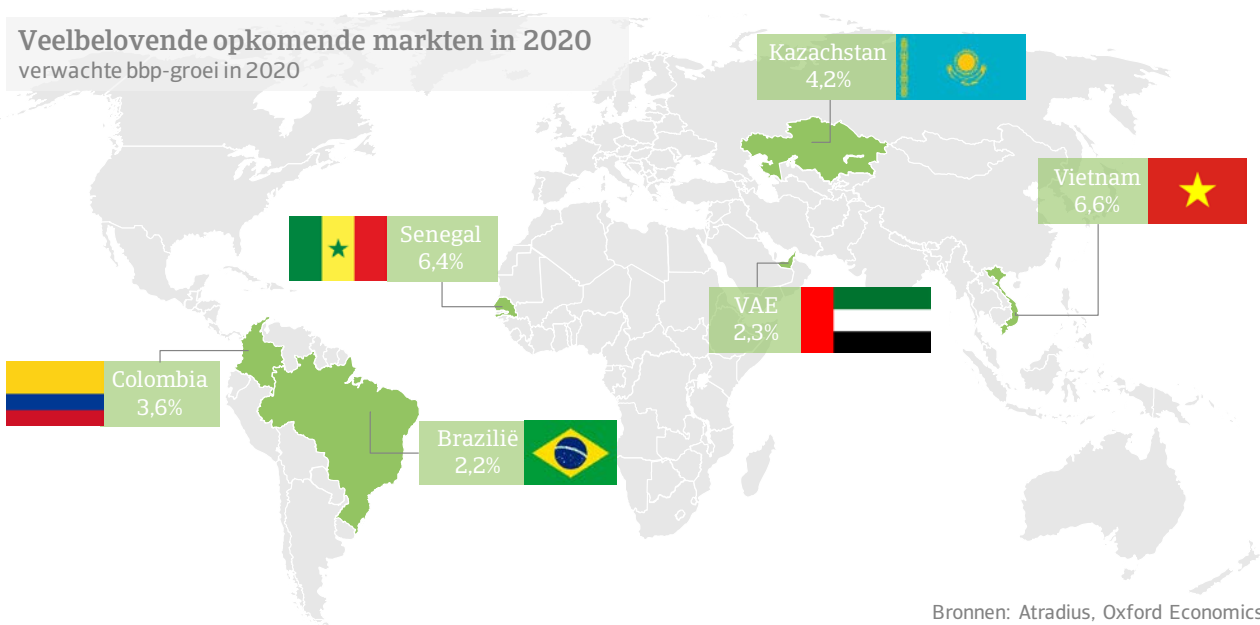 Veelbelovende opkomende markten in 2020
verwachte bbp-groei in 2020
Kazachstan
4,2%
Vietnam
6,6%
Senegal
6,4%
VAE
2,3%
Colombia
3,6%
Brazilië
2,2%
Bronnen: Atradius, Oxford Economics